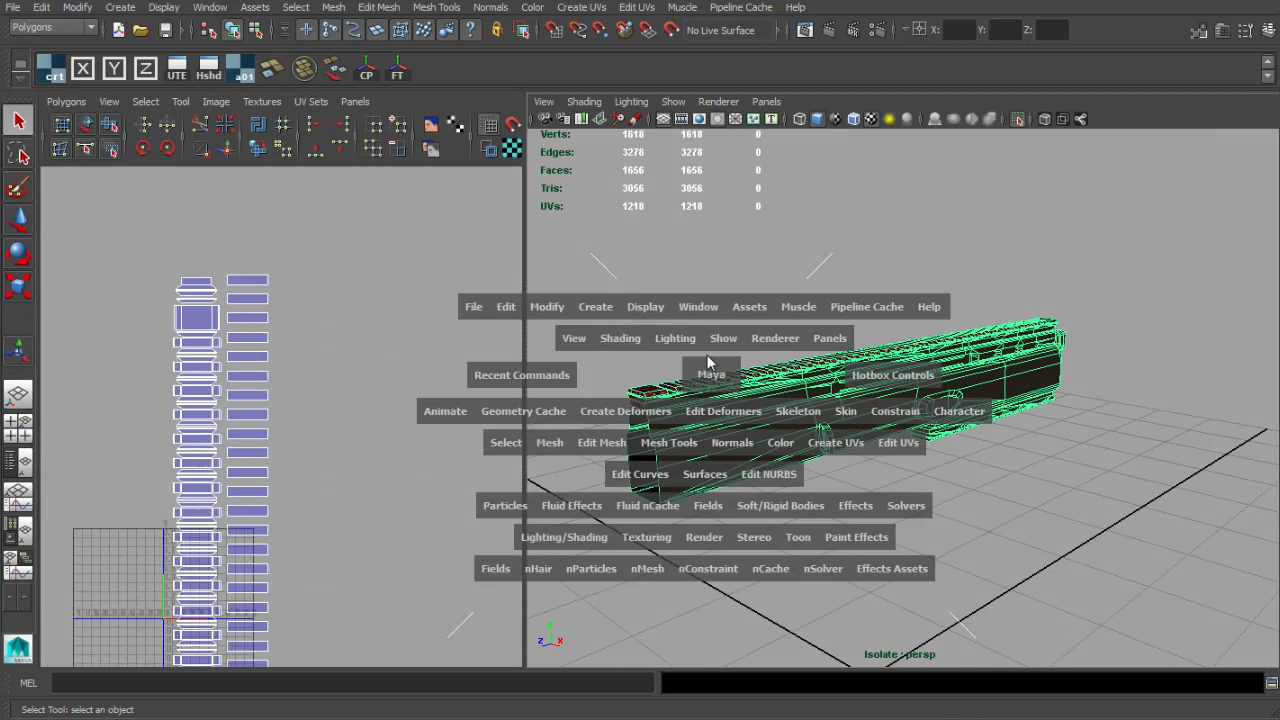 File Edit Modify Create Display Window Assets Select Mesh Edit Mesh Mesh Tools Normals Color Create UVs Edit UVs Muscle Pipeline Cache Help
Polygons No Live Surface X: Y: Z:
crt X Y Z UTE Hshd a01 CP FT
Polygons View Select Tool Image Textures UV Sets Panels
View Shading Lighting Show Renderer Panels
Verts: 1618 1618 0
Edges: 3278 3278 0
Faces: 1656 1656 0
Tris: 3056 3056 0
UVs: 1218 1218 0
File Edit Modify Create Display Window Assets Muscle Pipeline Cache Help
View Shading Lighting Show Renderer Panels
Recent Commands Maya Hotbox Controls
Animate Geometry Cache Create Deformers Edit Deformers Skeleton Skin Constrain Character
Select Mesh Edit Mesh Mesh Tools Normals Color Create UVs Edit UVs
Edit Curves Surfaces Edit NURBS
Particles Fluid Effects Fluid nCache Fields Soft/Rigid Bodies Effects Solvers
Lighting/Shading Texturing Render Stereo Toon Paint Effects
Fields nHair nParticles nMesh nConstraint nCache nSolver Effects Assets
z x
Isolate : persp
MAYA
MEL
Select Tool: select an object